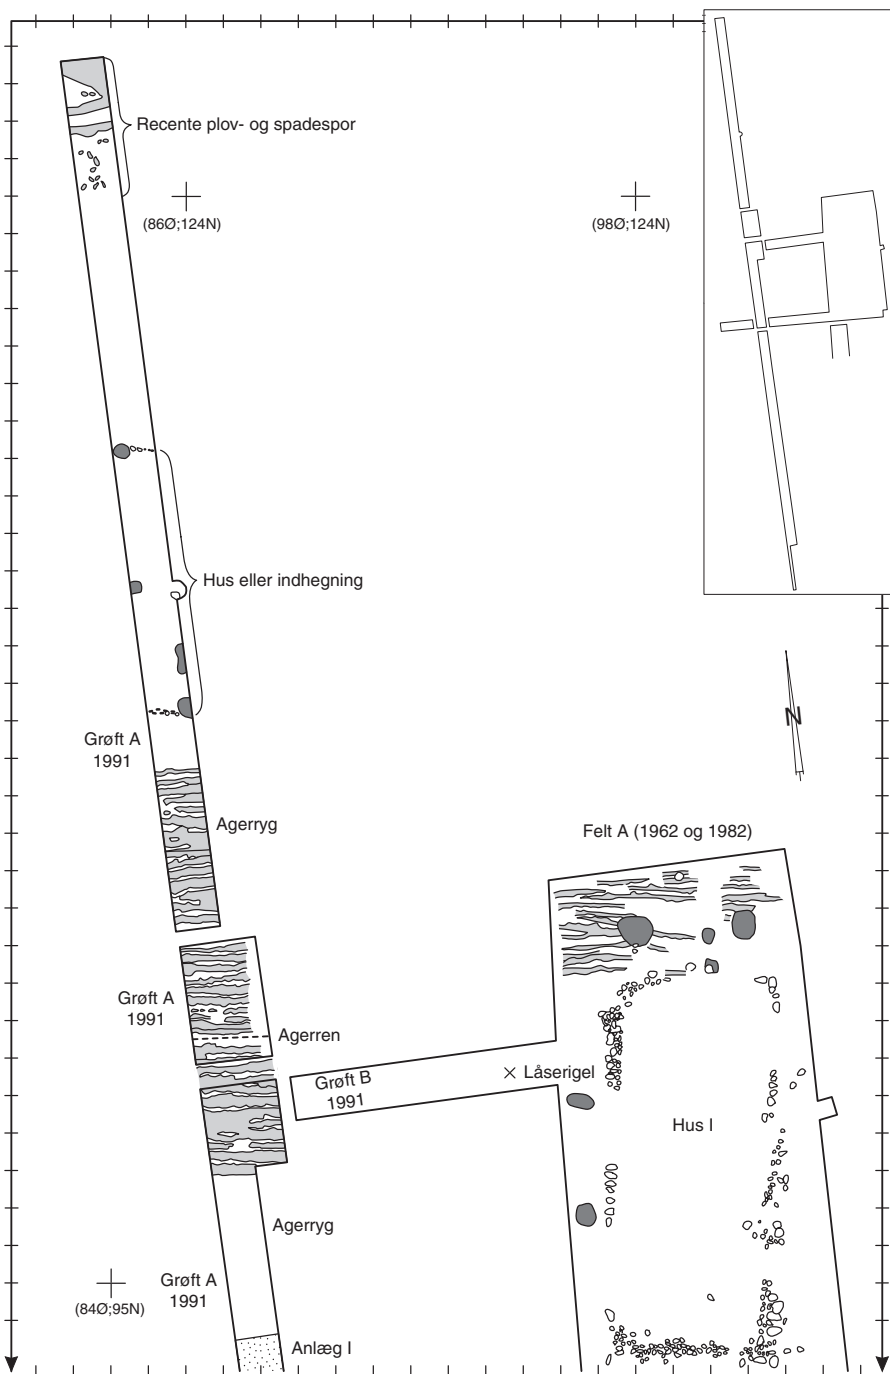 Recente plov- og spadespor
(86Ø;124N)
(98Ø;124N)
Hus eller indhegning
N
Grøft A
1991
Agerryg
Felt A (1962 og 1982)
Grøft A
1991
Agerren
Grøft B
1991
Låserigel
Hus I
Agerryg
Grøft A
1991
(84Ø;95N)
Anlæg I